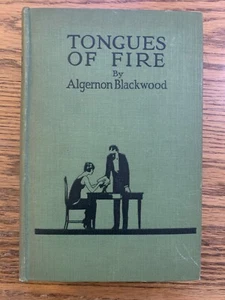 TONGUES
OF FIRE
By
Algernon Blackwood